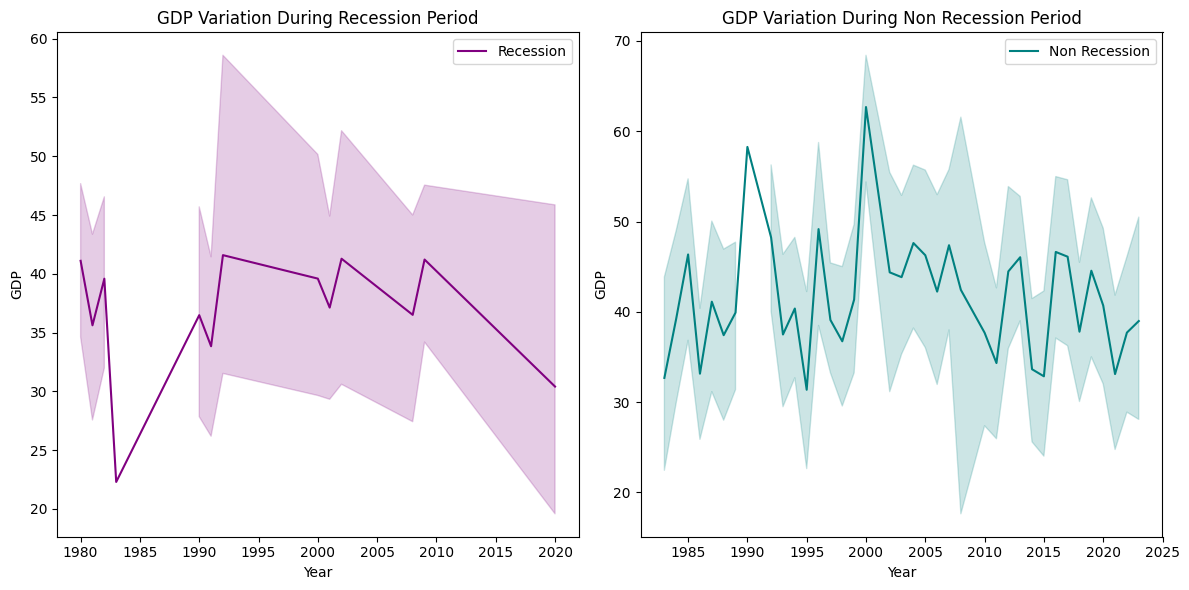 GDP Variation During Recession Period
Recession
60
55
50
45
40
35
30
25
20
GDP
1980 1985 1990 1995 2000 2005 2010 2015 2020
Year
GDP Variation During Non Recession Period
Non Recession
70
60
50
40
30
20
GDP
1985 1990 1995 2000 2005 2010 2015 2020 2025
Year